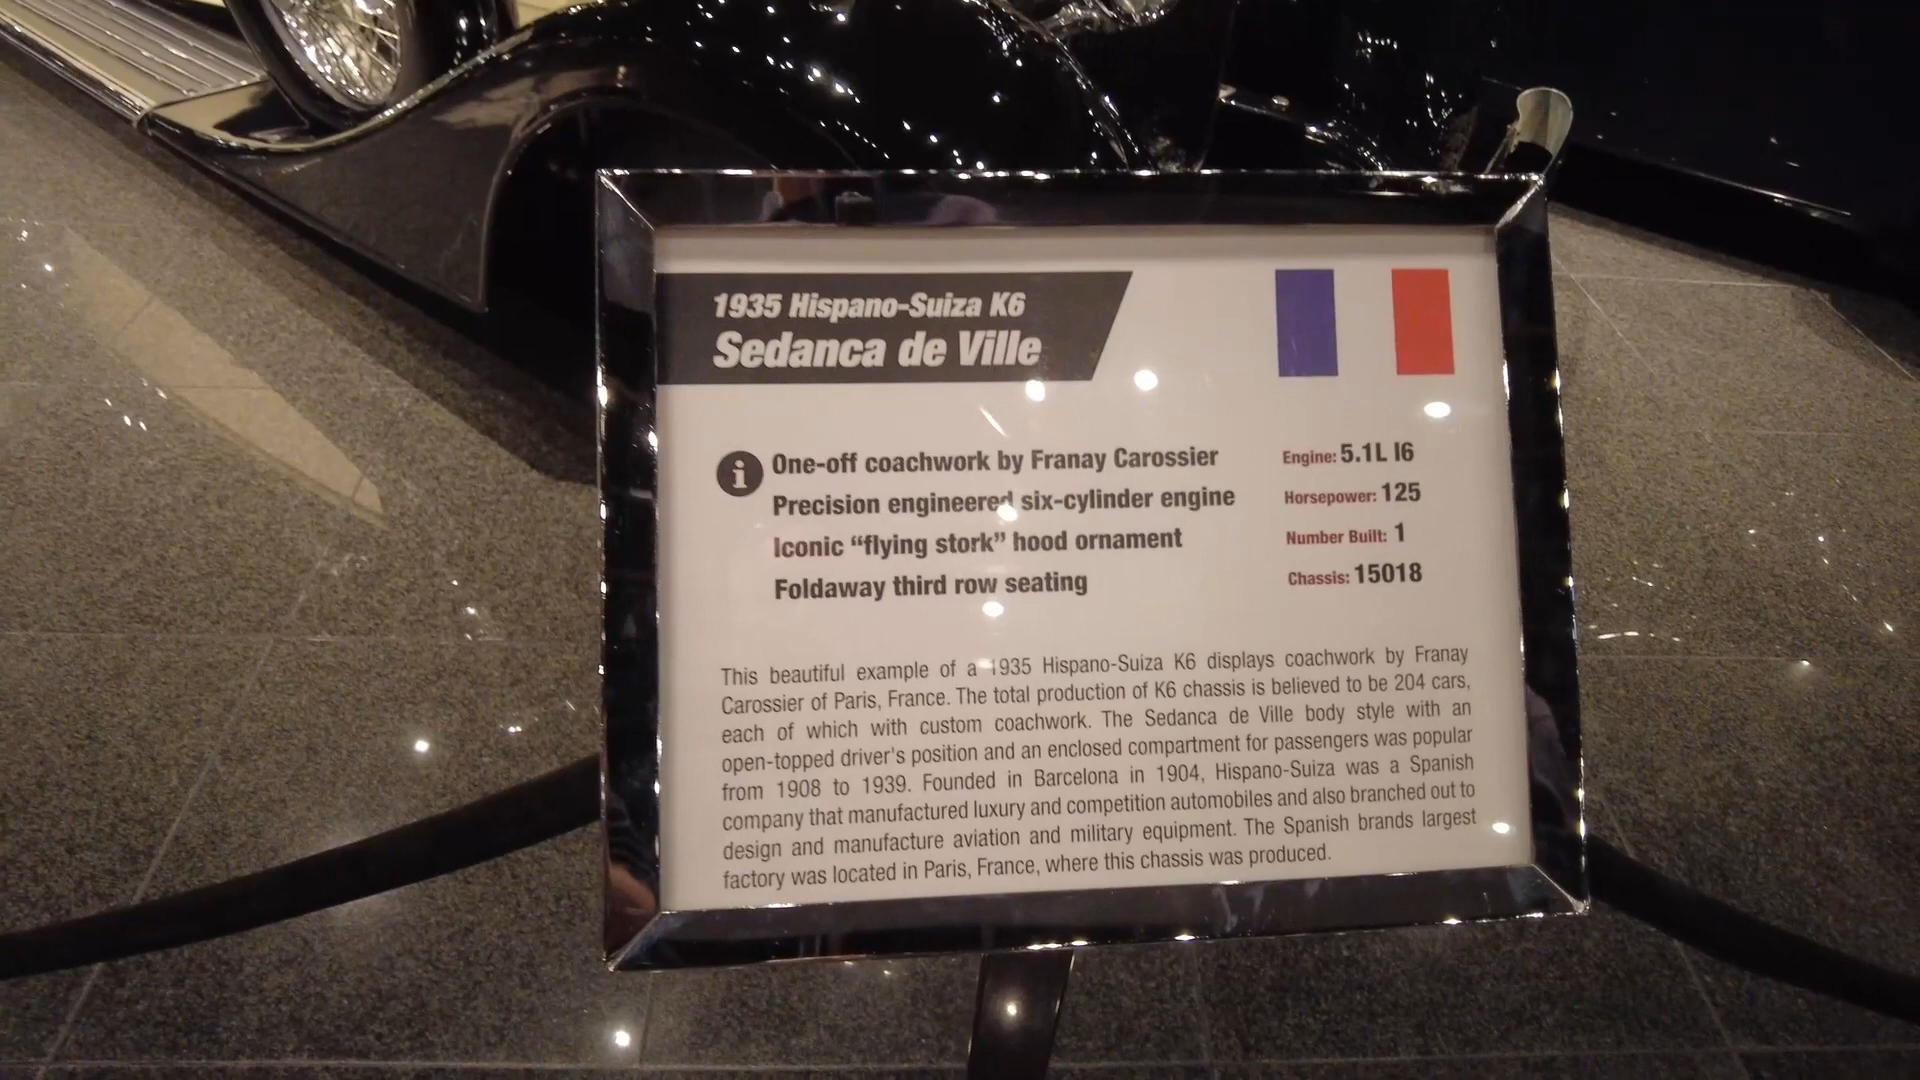 1935 Hispano-Suiza K6
Sedanca de Ville
One-off coachwork by Franay Carossier
Precision engineered six-cylinder engine
Iconic “flying stork” hood ornament
Foldaway third row seating
Engine: 5.1L I6
Horsepower: 125
Number Built: 1
Chassis: 15018
This beautiful example of a 1935 Hispano-Suiza K6 displays coachwork by Franay
Carossier of Paris, France. The total production of K6 chassis is believed to be 204 cars,
each of which with custom coachwork. The Sedanca de Ville body style with an
open-topped driver's position and an enclosed compartment for passengers was popular
from 1908 to 1939. Founded in Barcelona in 1904, Hispano-Suiza was a Spanish
company that manufactured luxury and competition automobiles and also branched out to
design and manufacture aviation and military equipment. The Spanish brands largest
factory was located in Paris, France, where this chassis was produced.